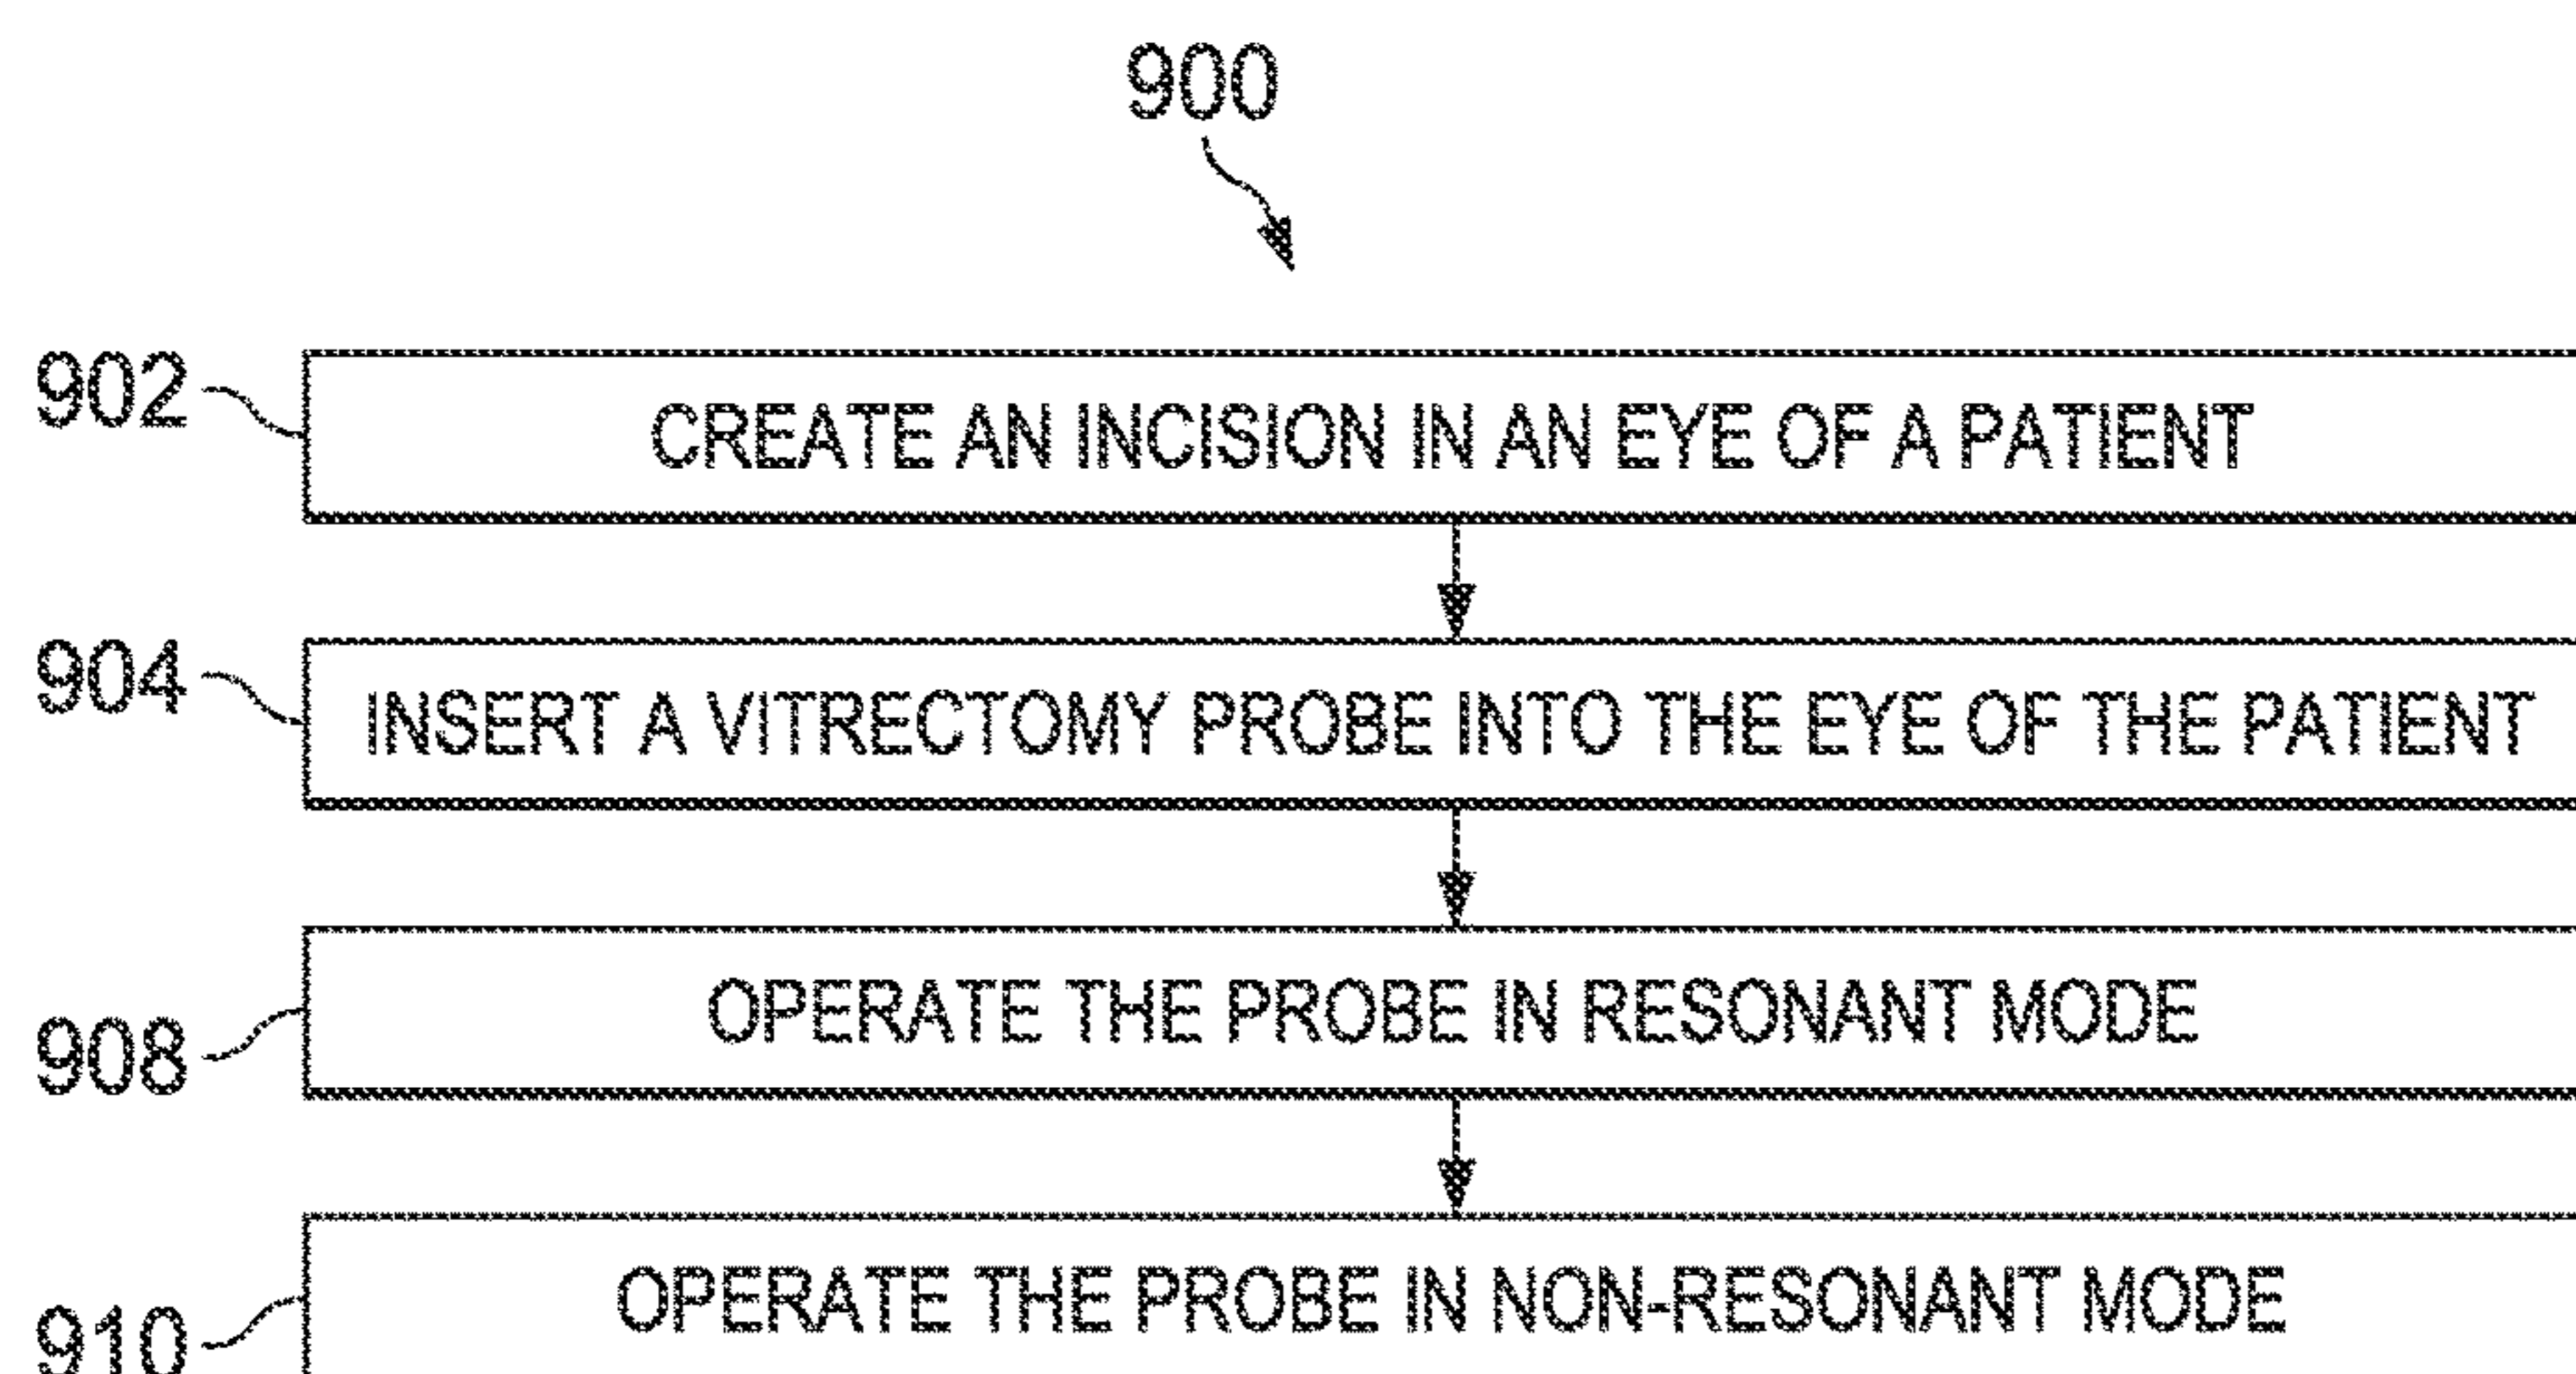 900
902
CREATE AN INCISION IN AN EYE OF A PATIENT
904
INSERT A VITRECTOMY PROBE INTO THE EYE OF THE PATIENT
908
OPERATE THE PROBE IN RESONANT MODE
910
OPERATE THE PROBE IN NON-RESONANT MODE